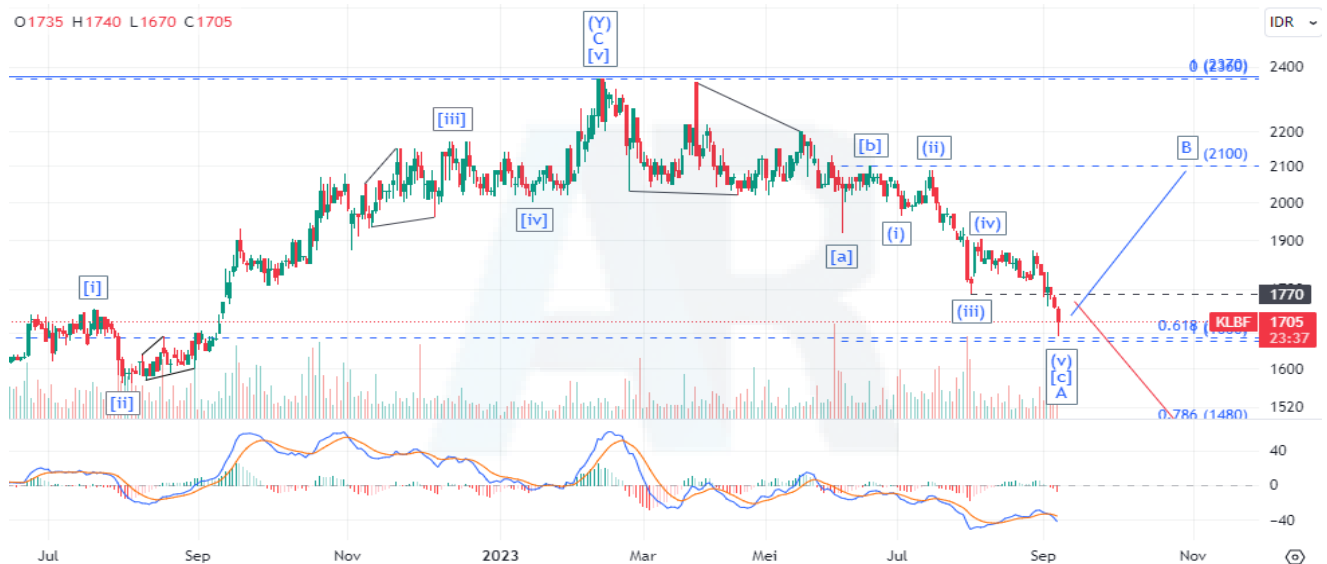 O1735 H1740 L1670 C1705
IDR
(Y)
C
[v]
2400
[iii]
2200
[b]
(ii)
B
(2100)
2100
2000
[iv]
(i)
(iv)
1900
[a]
[i]
1770
(iii)
0.618
KLBF
1705
23:37
(v)
[c]
A
1600
[ii]
0.786 (1480)
1520
AR
40
0
−40
Jul
Sep
Nov
2023
Mar
Mei
Jul
Sep
Nov